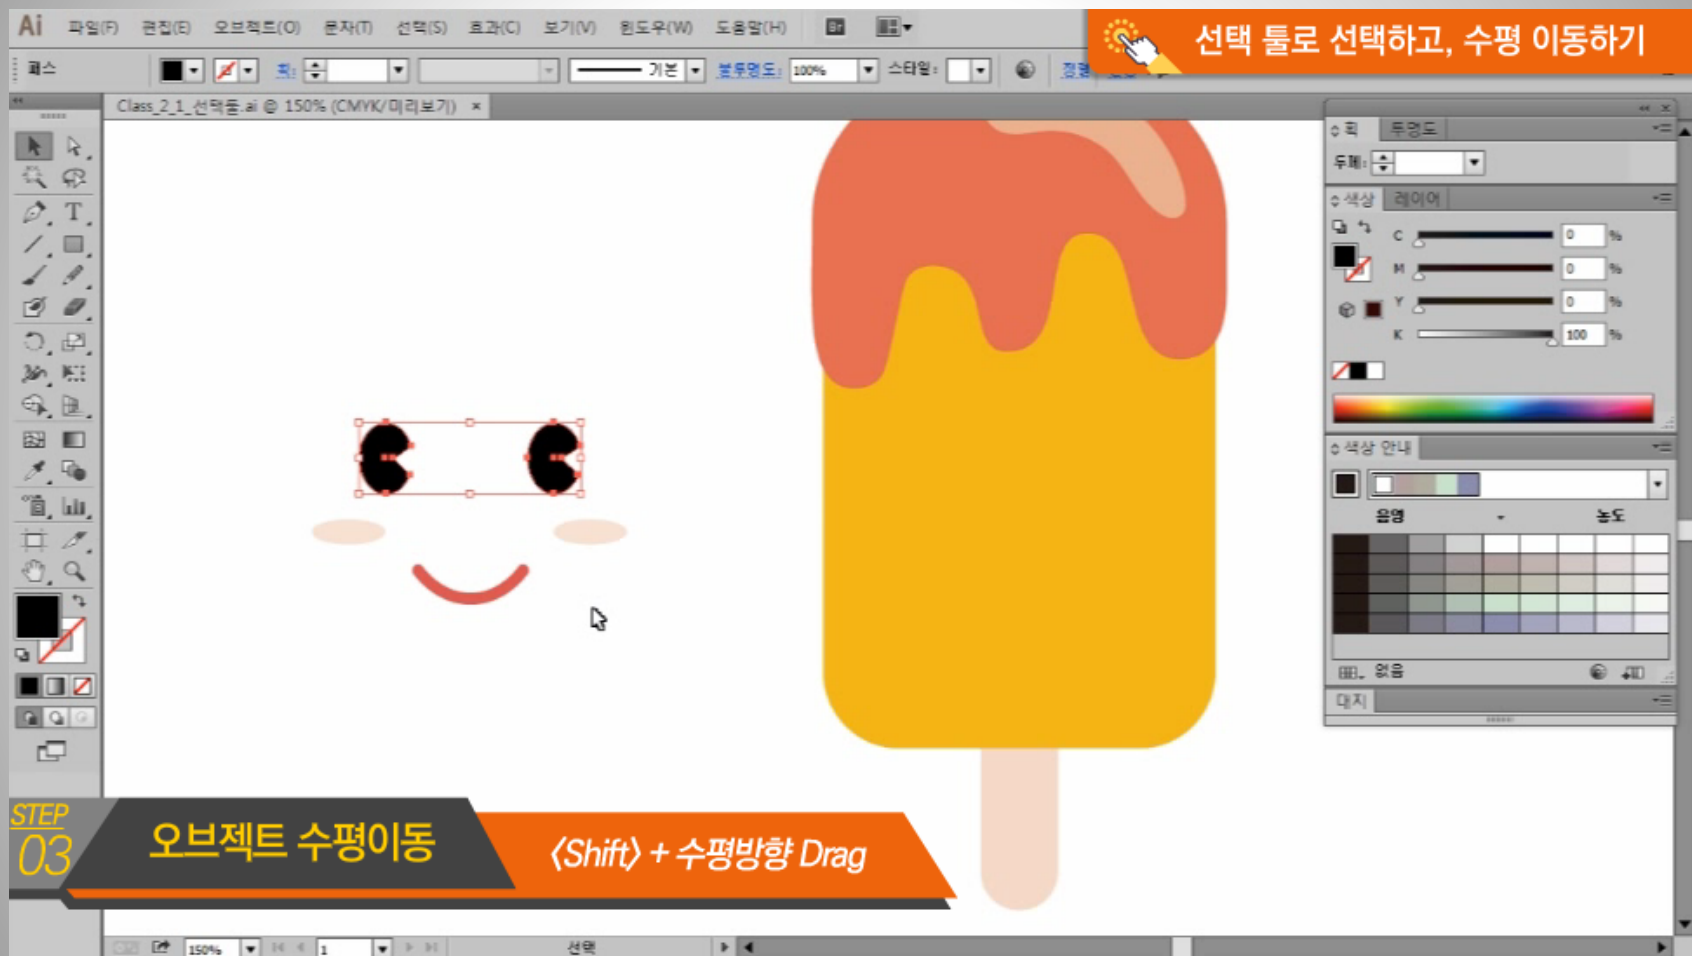 Ai 파일(F) 편집(E) 오브젝트(O) 문자(T) 선택(S) 효과(C) 보기(V) 윈도우(W) 도움말(H) Br
선택 툴로 선택하고, 수평 이동하기
패스 획: 기본 불투명도: 100% 스타일:
Class_2_1_선택툴.ai @ 150% (CMYK/미리보기) ×
획 투명도
두께:
색상 레이어
C 0 %
M 0 %
Y 0 %
K 100 %
색상 안내
음영 농도
없음
대지
STEP
03
오브젝트 수평이동
〈Shift〉 + 수평방향 Drag
150% 1 선택